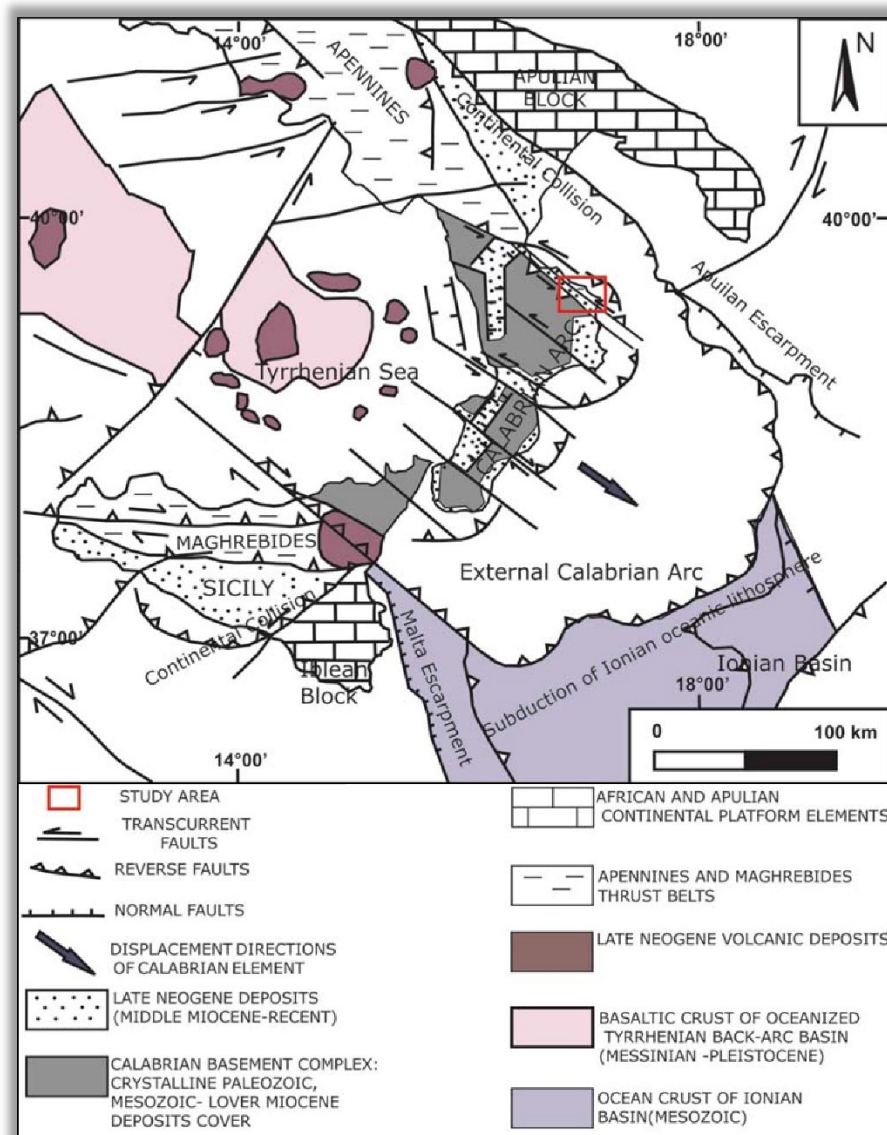 14°00'
18°00'
N
APENNINES
APULIAN
BLOCK
Continental Collision
40°00'
40°00'
Apuilan Escarpment
Tyrrhenian Sea
CALABRIAN ARC
MAGHREBIDES
SICILY
External Calabrian Arc
Continental Collision
Iblean
Block
Malta Escarpment
Subduction of Ionian oceanic lithosphere
Ionian Basin
37°00'
18°00'
14°00'
0 100 km
STUDY AREA
TRANSCURRENT
FAULTS
REVERSE FAULTS
NORMAL FAULTS
DISPLACEMENT DIRECTIONS
OF CALABRIAN ELEMENT
LATE NEOGENE DEPOSITS
(MIDDLE MIOCENE-RECENT)
CALABRIAN BASEMENT COMPLEX:
CRYSTALLINE PALEOZOIC,
MESOZOIC- LOVER MIOCENE
DEPOSITS COVER
AFRICAN AND APULIAN
CONTINENTAL PLATFORM ELEMENTS
APENNINES AND MAGHREBIDES
THRUST BELTS
LATE NEOGENE VOLCANIC DEPOSITS
BASALTIC CRUST OF OCEANIZED
TYRRHENIAN BACK-ARC BASIN
(MESSINIAN -PLEISTOCENE)
OCEAN CRUST OF IONIAN
BASIN(MESOZOIC)